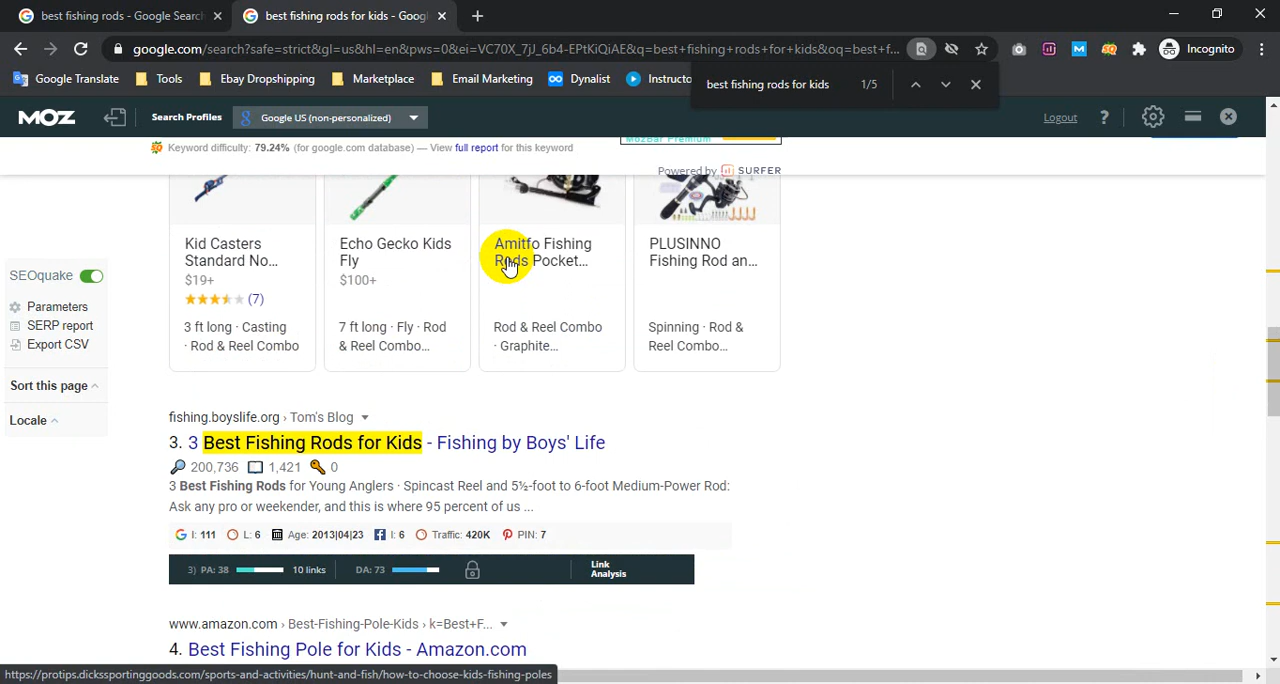 best fishing rods - Google Search
best fishing rods for kids - Goog
google.com/search?safe=strict&gl=us&hl=en&pws=0&ei=VC70X_7jJ_6b4-EPtKiQiAE&q=best+fishing+rods+for+kids&oq=best+f...
Incognito
Google Translate
Tools
Ebay Dropshipping
Marketplace
Email Marketing
Dynalist
Instructo
best fishing rods for kids 1/5
MOZ
Search Profiles
Google US (non-personalized)
Logout
?
MozBar Premium
Keyword difficulty: 79.24% (for google.com database) — View full report for this keyword
Powered by SURFER
Kid Casters
Standard No...
$19+
(7)
3 ft long · Casting
· Rod & Reel Combo
Echo Gecko Kids
Fly
$100+
7 ft long · Fly · Rod
& Reel Combo...
Amitfo Fishing
Rods Pocket...
Rod & Reel Combo
· Graphite...
PLUSINNO
Fishing Rod an...
Spinning · Rod &
Reel Combo...
SEOquake
Parameters
SERP report
Export CSV
Sort this page
Locale
fishing.boyslife.org › Tom's Blog
3. 3 Best Fishing Rods for Kids - Fishing by Boys' Life
200,736 1,421 0
3 Best Fishing Rods for Young Anglers · Spincast Reel and 5½-foot to 6-foot Medium-Power Rod:
Ask any pro or weekender, and this is where 95 percent of us ...
I: 111 L: 6 Age: 2013|04|23 I: 6 Traffic: 420K PIN: 7
3) PA: 38 10 links DA: 73 Link
Analysis
www.amazon.com › Best-Fishing-Pole-Kids › k=Best+F...
4. Best Fishing Pole for Kids - Amazon.com
https://protips.dickssportinggoods.com/sports-and-activities/hunt-and-fish/how-to-choose-kids-fishing-poles